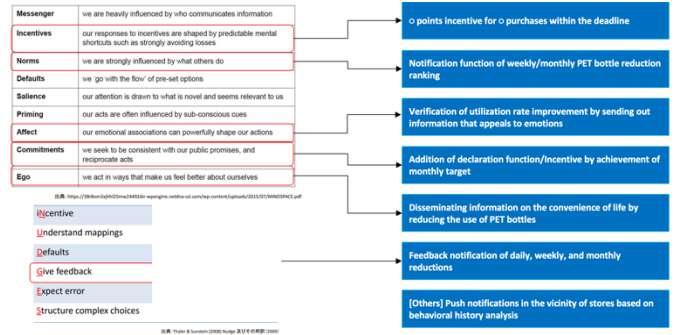 Messenger we are heavily influenced by who communicates information
Incentives our responses to incentives are shaped by predictable mental
shortcuts such as strongly avoiding losses
Norms we are strongly influenced by what others do
Defaults we 'go with the flow' of pre-set options
Salience our attention is drawn to what is novel and seems relevant to us
Priming our acts are often influenced by sub-conscious cues
Affect our emotional associations can powerfully shape our actions
Commitments we seek to be consistent with our public promises, and
reciprocate acts
Ego we act in ways that make us feel better about ourselves
iNcentive
Understand mappings
Defaults
Give feedback
Expect error
Structure complex choices
○ points incentive for ○ purchases within the deadline
Notification function of weekly/monthly PET bottle reduction
ranking
Verification of utilization rate improvement by sending out
information that appeals to emotions
Addition of declaration function/Incentive by achievement of
monthly target
Disseminating information on the convenience of life by
reducing the use of PET bottles
Feedback notification of daily, weekly, and monthly
reductions
[Others] Push notifications in the vicinity of stores based on
behavioral history analysis